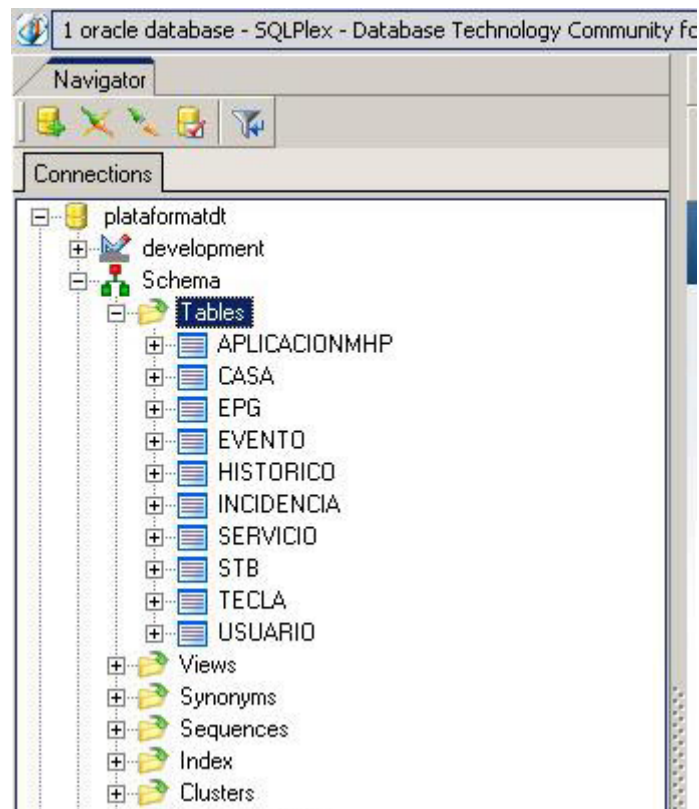 1 oracle database - SQLPlex - Database Technology Community fo
Navigator
Connections
plataformatdt
development
Schema
Tables
APLICACIONMHP
CASA
EPG
EVENTO
HISTORICO
INCIDENCIA
SERVICIO
STB
TECLA
USUARIO
Views
Synonyms
Sequences
Index
Clusters